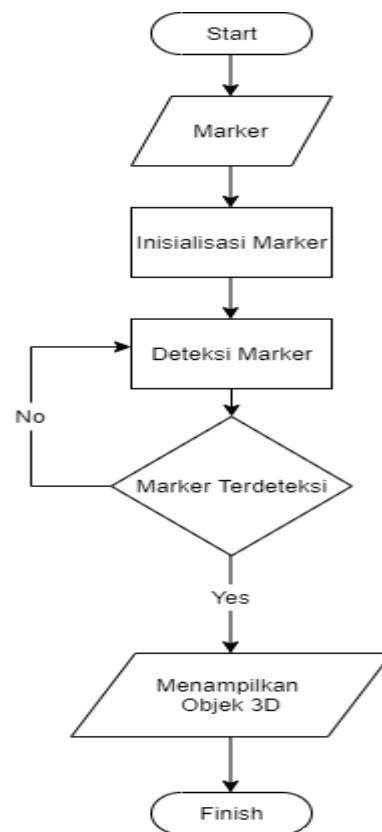 Start
Marker
Inisialisasi Marker
Deteksi Marker
No
Marker Terdeteksi
Yes
Menampilkan
Objek 3D
Finish